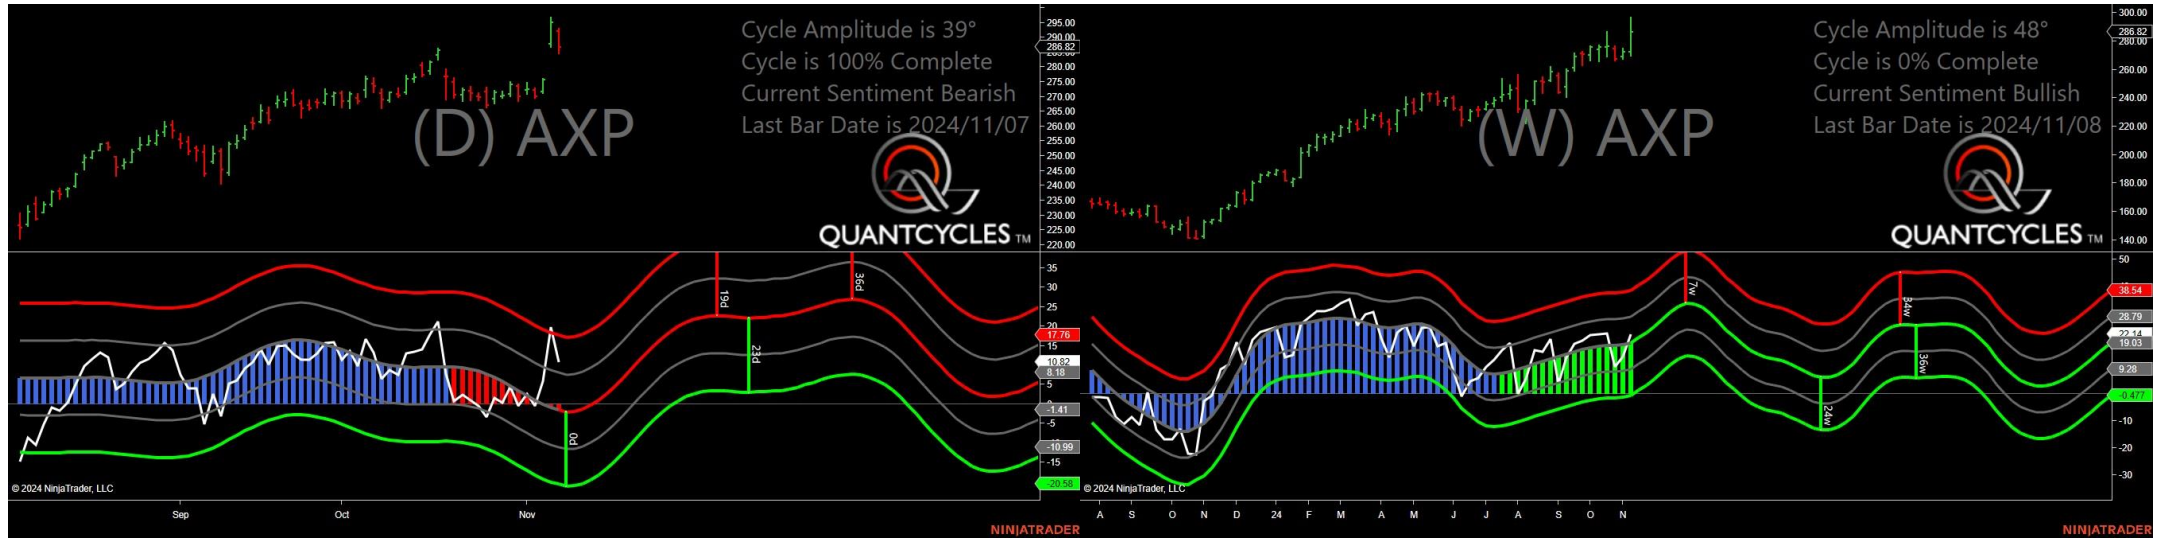 Cycle Amplitude is 39°
Cycle is 100% Complete
Current Sentiment Bearish
Last Bar Date is 2024/11/07
(D) AXP
QUANTCYCLES TM
295.00
290.00
286.82
280.00
275.00
270.00
265.00
260.00
255.00
250.00
245.00
240.00
235.00
230.00
225.00
220.00
35
30
25
20
17.76
15
10.82
8.18
5
-1.41
-5
-10.99
-15
-20.58
19d
36d
23d
0d
© 2024 NinjaTrader, LLC
Sep
Oct
Nov
NINJATRADER
Cycle Amplitude is 48°
Cycle is 0% Complete
Current Sentiment Bullish
Last Bar Date is 2024/11/08
(W) AXP
QUANTCYCLES TM
300.00
286.82
280.00
260.00
240.00
220.00
200.00
180.00
160.00
140.00
50
38.54
28.79
22.14
19.03
9.28
-0.477
-10
-20
-30
7w
34w
36w
24w
© 2024 NinjaTrader, LLC
A S O N D 24 F M A M J J A S O N
NINJATRADER